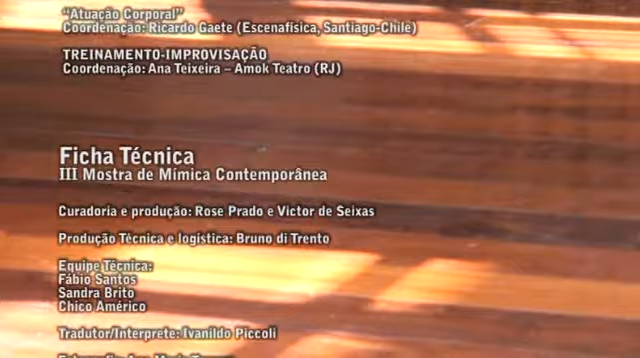 "Atuação Corporal"
Coordenação: Ricardo Gaete (Escenafísica, Santiago-Chile)
TREINAMENTO-IMPROVISAÇÃO
Coordenação: Ana Teixeira – Amok Teatro (RJ)
Ficha Técnica
III Mostra de Mímica Contemporânea
Curadoria e produção: Rose Prado e Victor de Seixas
Produção Técnica e logística: Bruno di Trento
Equipe Técnica:
Fábio Santos
Sandra Brito
Chico Américo
Tradutor/Interprete: Ivanildo Piccoli